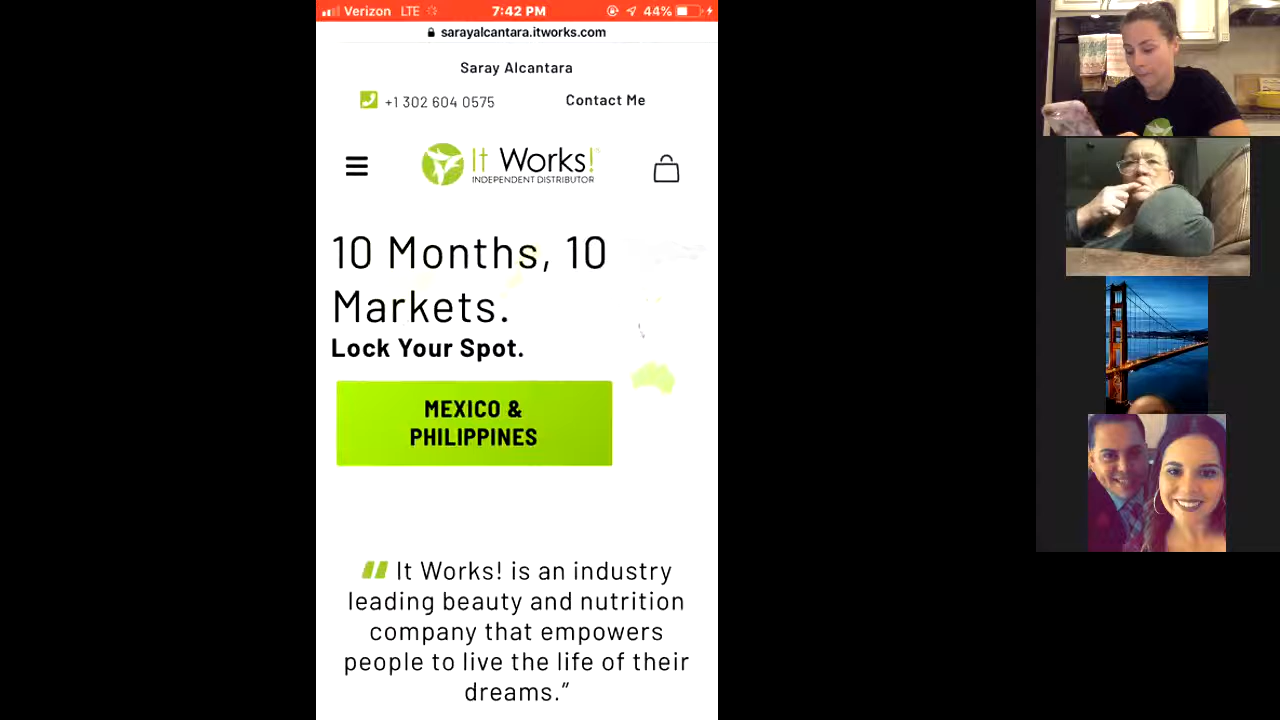 Verizon LTE 7:42 PM 44%
sarayalcantara.itworks.com
Saray Alcantara
+1 302 604 0575 Contact Me
It Works!
INDEPENDENT DISTRIBUTOR
10 Months, 10
Markets.
Lock Your Spot.
MEXICO &
PHILIPPINES
It Works! is an industry
leading beauty and nutrition
company that empowers
people to live the life of their
dreams.”